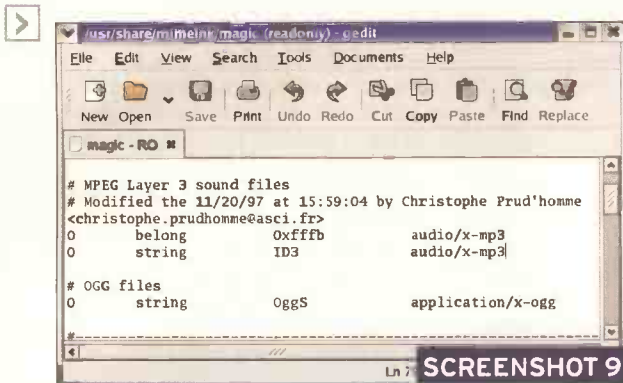 /usr/share/mimelnk/magic (readonly) - gedit
File Edit View Search Tools Documents Help
New Open Save Print Undo Redo Cut Copy Paste Find Replace
magic - RO
# MPEG Layer 3 sound files
# Modified the 11/20/97 at 15:59:04 by Christophe Prud'homme
<christophe.prudhomme@asci.fr>
0 belong 0xfffb audio/x-mp3
0 string ID3 audio/x-mp3
# OGG files
0 string OggS application/x-ogg
#----------------------------------------------------------------------
Ln
SCREENSHOT 9